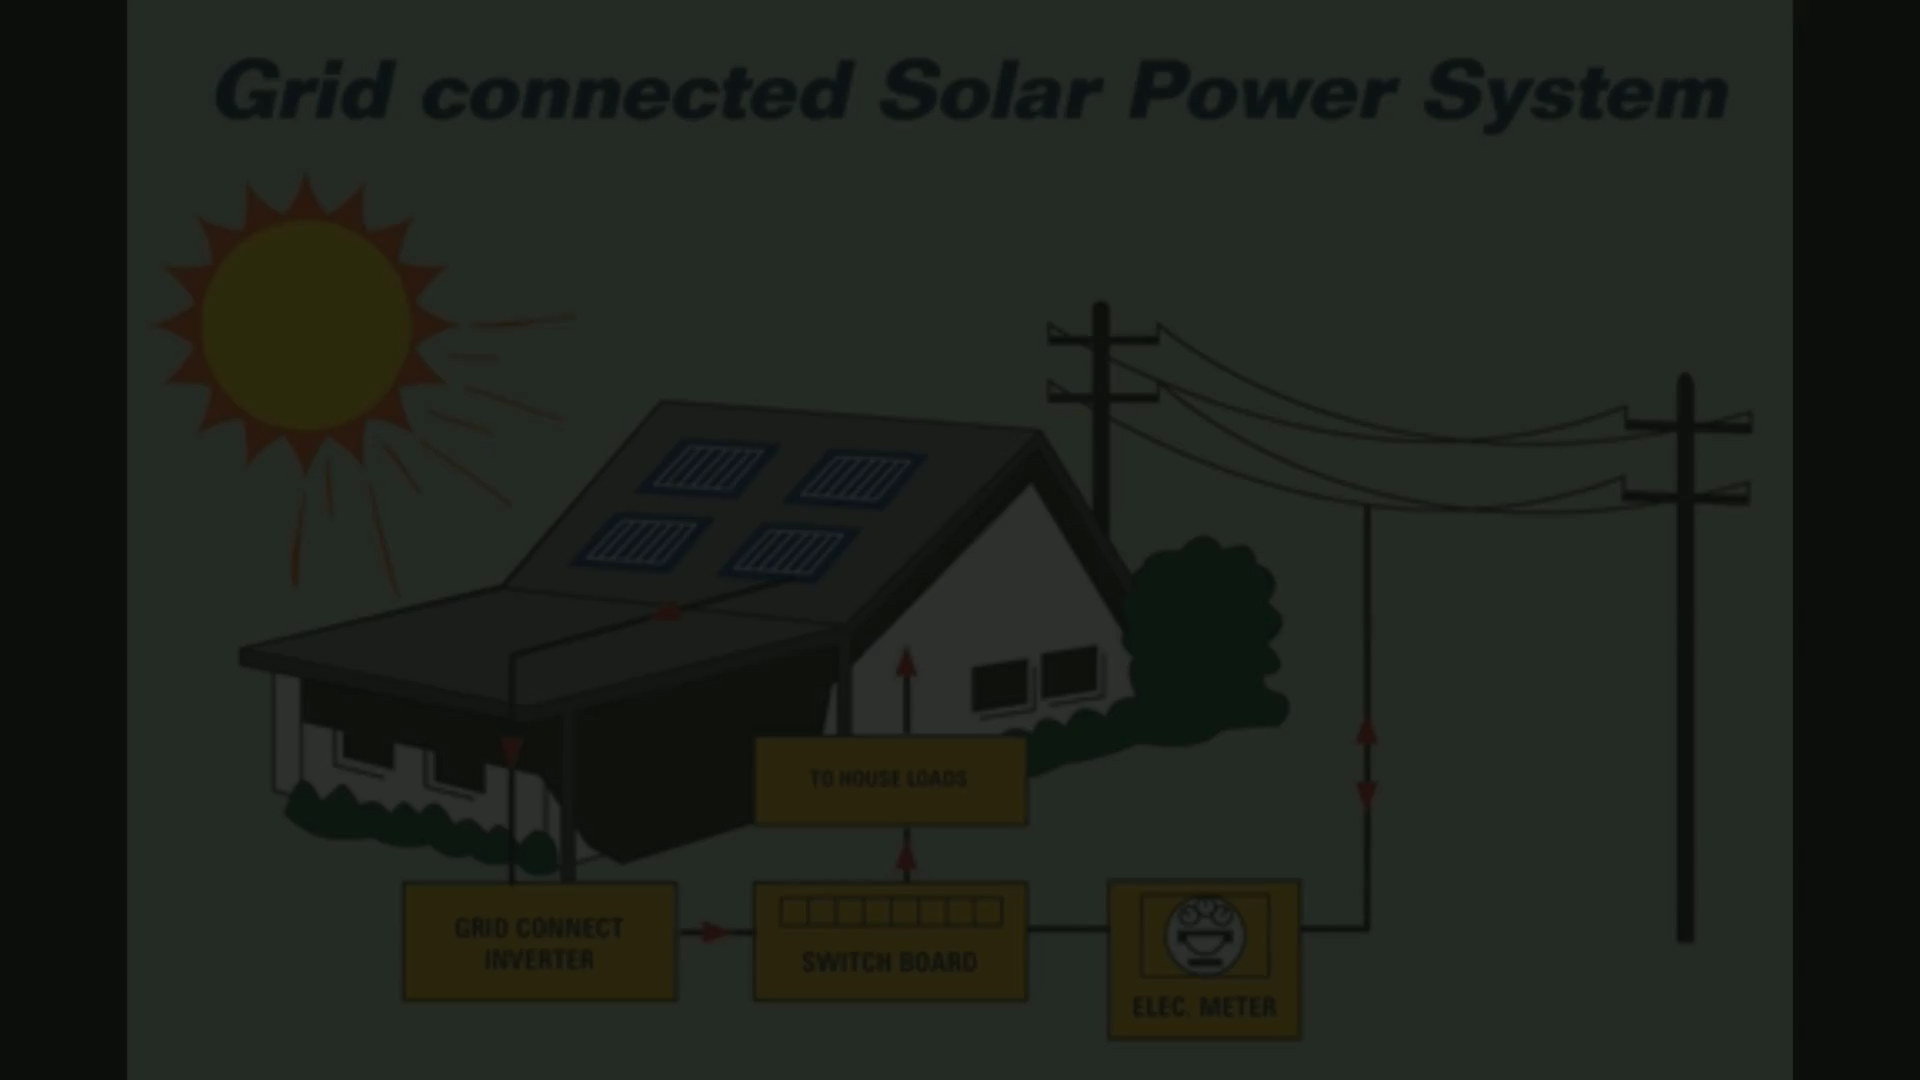 Grid connected Solar Power System
TO HOUSE LOADS
GRID CONNECT
INVERTER
SWITCH BOARD
ELEC. METER